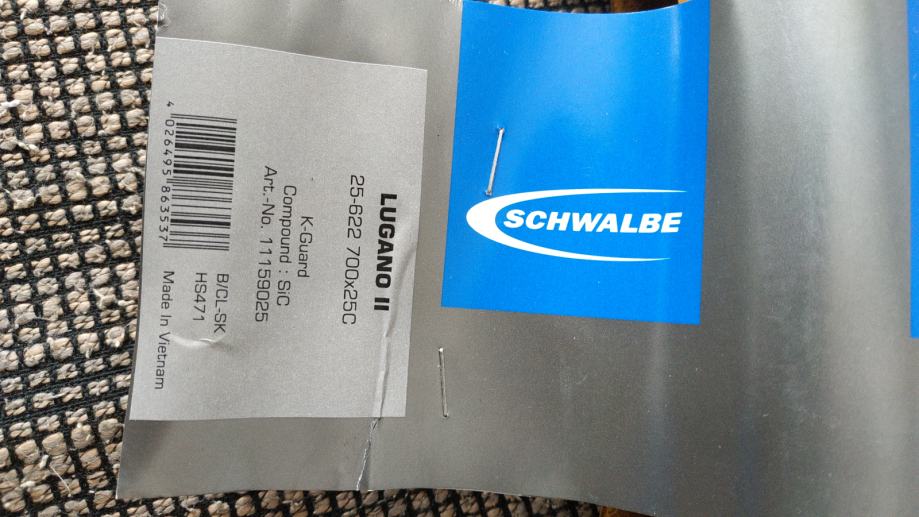 LUGANO II
25-622 700x25C
K-Guard
Compound : SiC
Art.-No. 11159025
B/CL-SK
HS471
4 026495 863537
Made In Vietnam
SCHWALBE